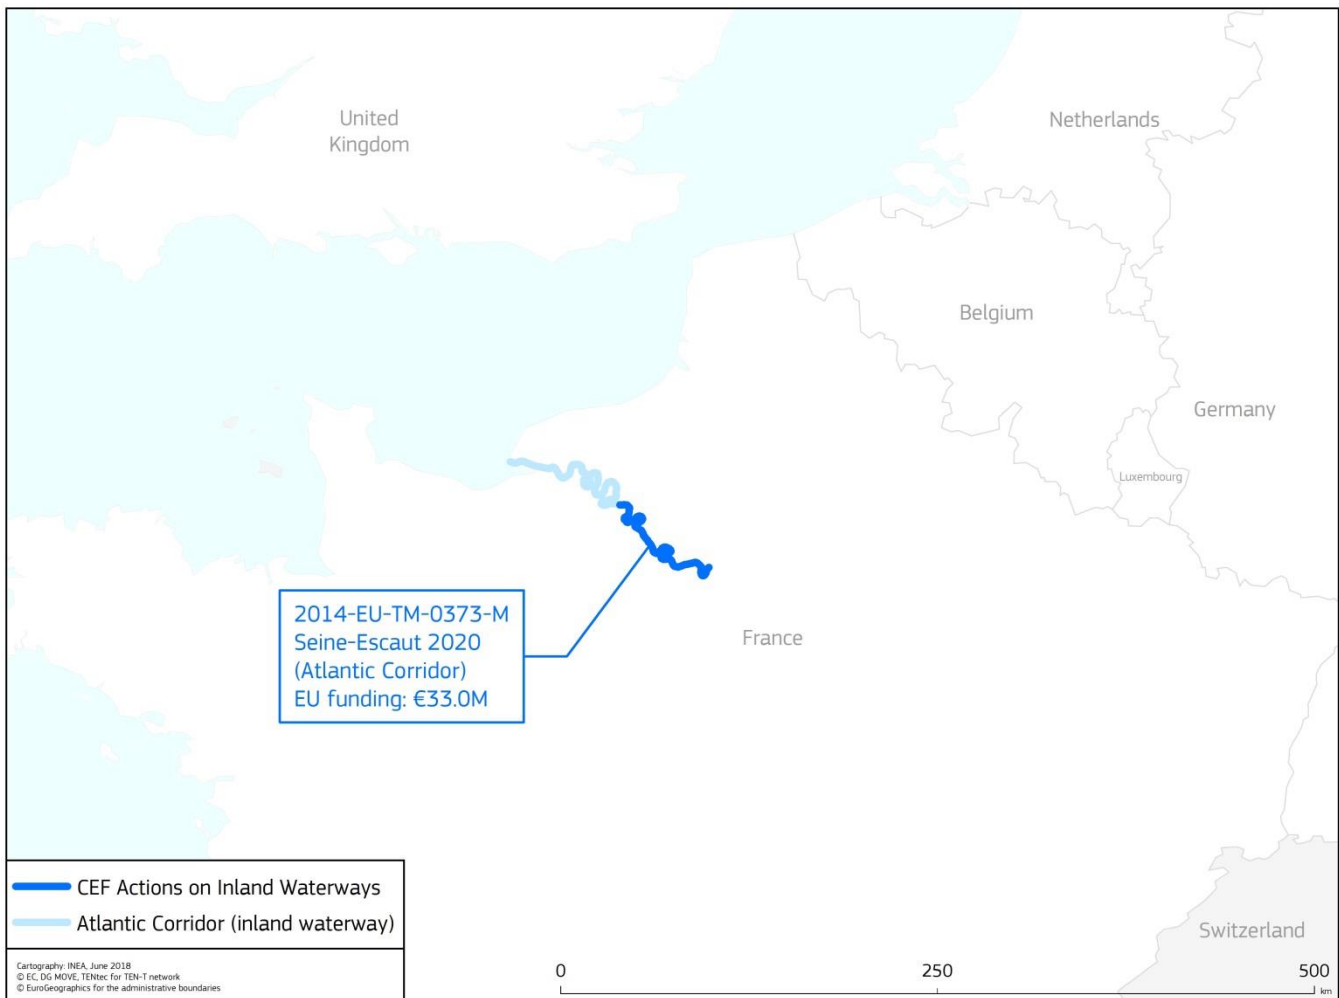 United
Kingdom
Netherlands
Belgium
Germany
Luxembourg
2014-EU-TM-0373-M
Seine-Escaut 2020
(Atlantic Corridor)
EU funding: €33.0M
France
CEF Actions on Inland Waterways
Atlantic Corridor (inland waterway)
Switzerland
Cartography: INEA, June 2018
© EC, DG MOVE, TENtec for TEN-T network
© EuroGeographics for the administrative boundaries
0 250 500
km